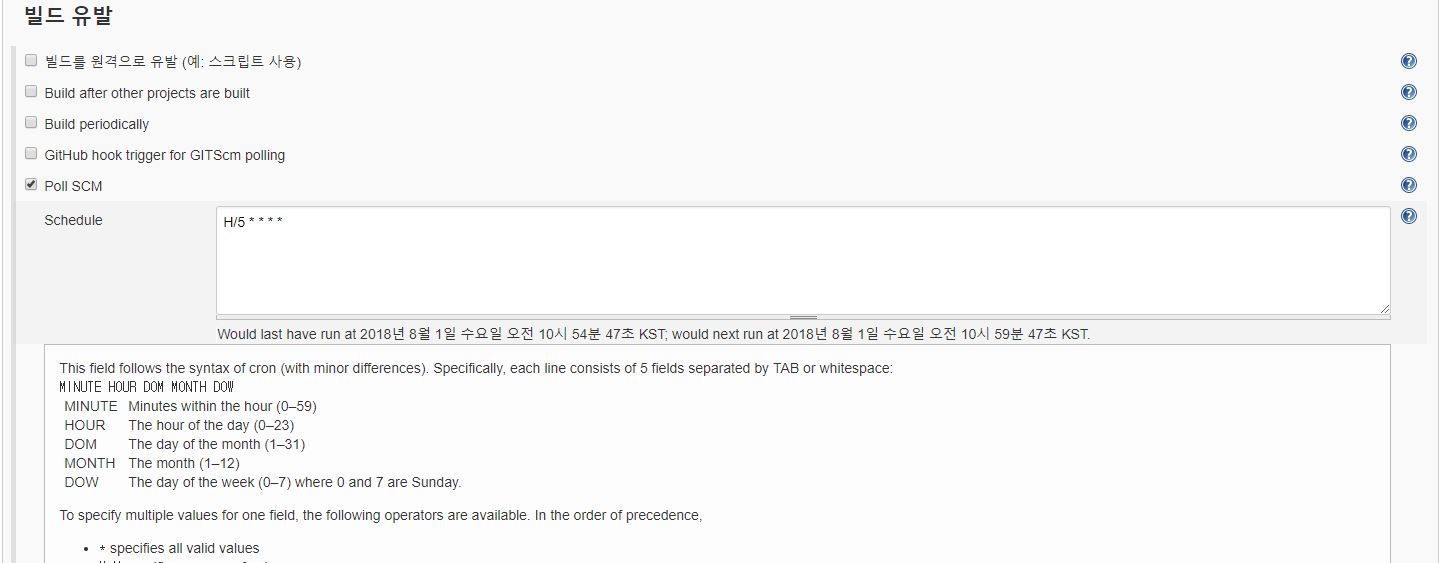 빌드 유발
빌드를 원격으로 유발 (예: 스크립트 사용)
Build after other projects are built
Build periodically
GitHub hook trigger for GITScm polling
Poll SCM
Schedule
H/5 * * * *
Would last have run at 2018년 8월 1일 수요일 오전 10시 54분 47초 KST; would next run at 2018년 8월 1일 수요일 오전 10시 59분 47초 KST.
This field follows the syntax of cron (with minor differences). Specifically, each line consists of 5 fields separated by TAB or whitespace:
MINUTE HOUR DOM MONTH DOW
MINUTE Minutes within the hour (0–59)
HOUR The hour of the day (0–23)
DOM The day of the month (1–31)
MONTH The month (1–12)
DOW The day of the week (0–7) where 0 and 7 are Sunday.
To specify multiple values for one field, the following operators are available. In the order of precedence,
• * specifies all valid values